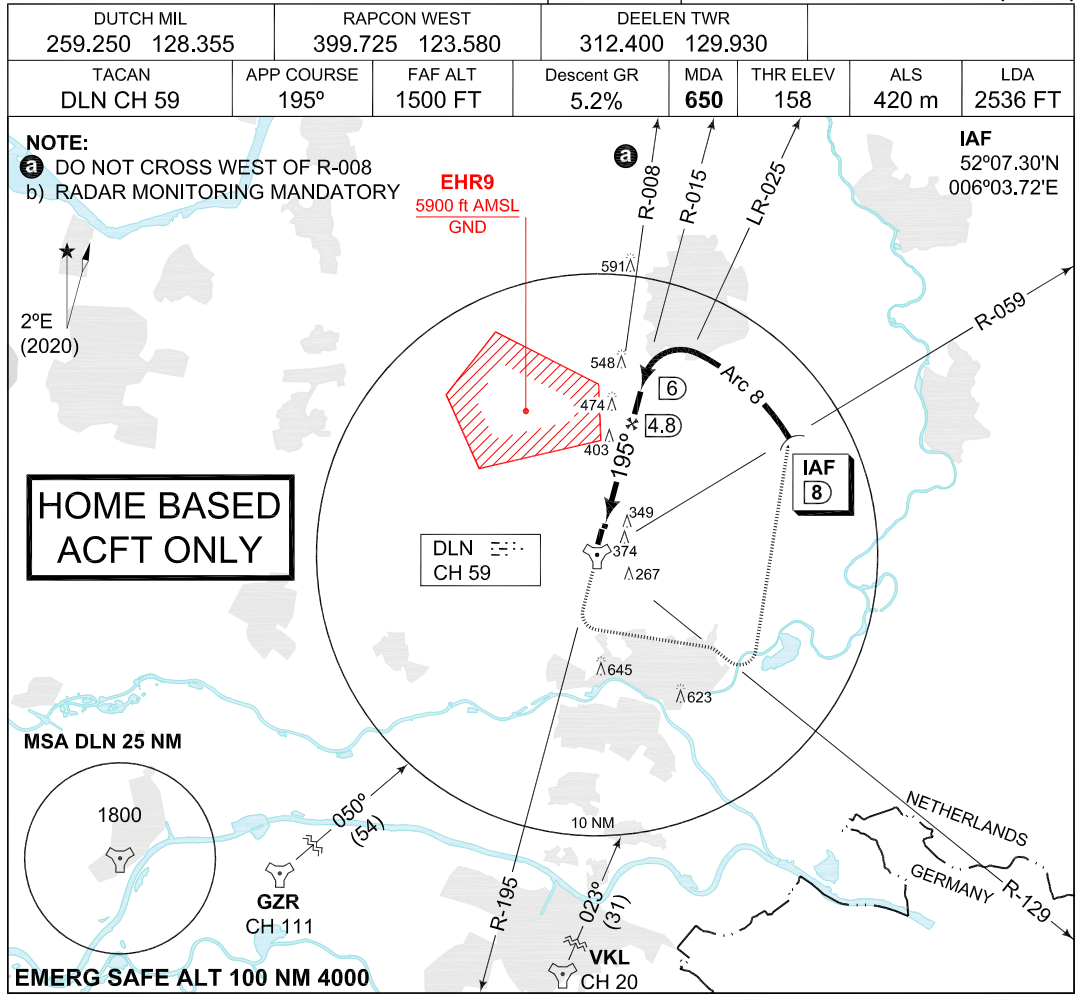 DUTCH MIL
259.250 128.355
RAPCON WEST
399.725 123.580
DEELEN TWR
312.400 129.930
TACAN
DLN CH 59
APP COURSE
195º
FAF ALT
1500 FT
Descent GR
5.2%
MDA
650
THR ELEV
158
ALS
420 m
LDA
2536 FT
NOTE:
a DO NOT CROSS WEST OF R-008
b) RADAR MONITORING MANDATORY
EHR9
5900 ft AMSL
GND
a
R-008
R-015
LR-025
IAF
52º07.30'N
006º03.72'E
2ºE
(2020)
591
R-059
548
474
403
6
4.8
Arc 8
195º
IAF
8
HOME BASED
ACFT ONLY
349
374
267
DLN
CH 59
645
623
MSA DLN 25 NM
1800
050º
(54)
GZR
CH 111
10 NM
R-195
023º
(31)
VKL
CH 20
NETHERLANDS
GERMANY
R-129
EMERG SAFE ALT 100 NM 4000